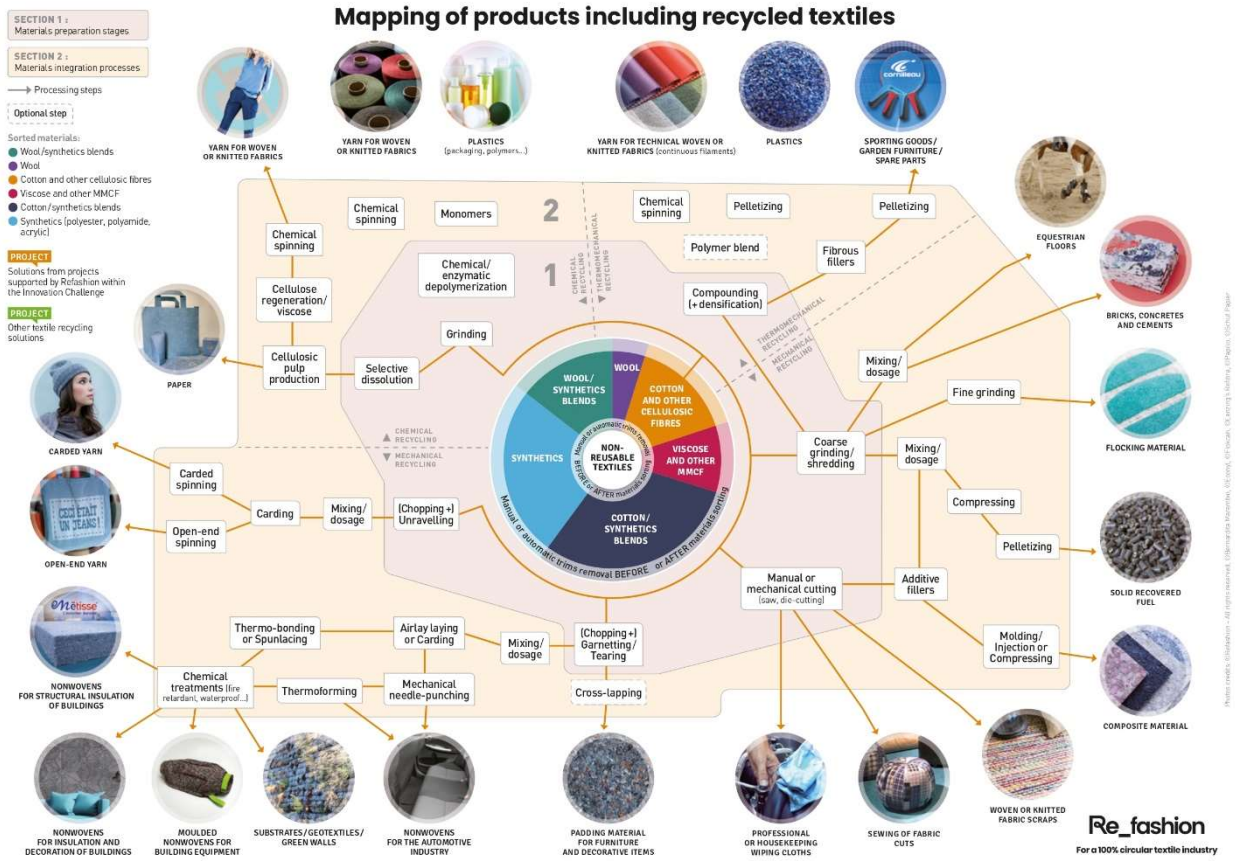 Mapping of products including recycled textiles
SECTION 1 :
Materials preparation stages
SECTION 2 :
Materials integration processes
Processing steps
Optional step
Sorted materials:
Wool/synthetics blends
Wool
Cotton and other cellulosic fibres
Viscose and other MMCF
Cotton/synthetics blends
Synthetics (polyester, polyamide,
acrylic)
PROJECT
Solutions from projects
supported by Refashion within
the Innovation Challenge
PROJECT
Other textile recycling
solutions
YARN FOR WOVEN
OR KNITTED FABRICS
YARN FOR WOVEN
OR KNITTED FABRICS
PLASTICS
(packaging, polymers...)
YARN FOR TECHNICAL WOVEN OR
KNITTED FABRICS (continuous filaments)
PLASTICS
cornilleau
SPORTING GOODS/
GARDEN FURNITURE/
SPARE PARTS
EQUESTRIAN
FLOORS
BRICKS, CONCRETES
AND CEMENTS
FLOCKING MATERIAL
SOLID RECOVERED
FUEL
COMPOSITE MATERIAL
WOVEN OR KNITTED
FABRIC SCRAPS
SEWING OF FABRIC
CUTS
PROFESSIONAL
OR HOUSEKEEPING
WIPING CLOTHS
PADDING MATERIAL
FOR FURNITURE
AND DECORATIVE ITEMS
NONWOVENS
FOR THE AUTOMOTIVE
INDUSTRY
SUBSTRATES/GEOTEXTILES/
GREEN WALLS
MOULDED
NONWOVENS FOR
BUILDING EQUIPMENT
NONWOVENS
FOR INSULATION AND
DECORATION OF BUILDINGS
Métisse
NONWOVENS
FOR STRUCTURAL INSULATION
OF BUILDINGS
CECI ÉTAIT
UN JEANS!
OPEN-END YARN
CARDED YARN
PAPER
2
1
Chemical
spinning
Chemical
spinning
Monomers
Chemical
spinning
Pelletizing
Pelletizing
Polymer blend
Fibrous
fillers
Chemical/
enzymatic
depolymerization
Compounding
(+ densification)
CHEMICAL
RECYCLING
THERMOMECHANICAL
RECYCLING
THERMOMECHANICAL
RECYCLING
MECHANICAL
RECYCLING
Cellulose
regeneration/
viscose
Grinding
Cellulosic
pulp
production
Selective
dissolution
CHEMICAL
RECYCLING
MECHANICAL
RECYCLING
WOOL/
SYNTHETICS
BLENDS
WOOL
COTTON
AND OTHER
CELLULOSIC
FIBRES
VISCOSE
AND OTHER
MMCF
COTTON/
SYNTHETICS
BLENDS
SYNTHETICS
NON-
REUSABLE
TEXTILES
Manual or automatic trims removal
BEFORE or AFTER materials sorting
Manual or automatic trims removal BEFORE or AFTER materials sorting
Mixing/
dosage
Fine grinding
Coarse
grinding/
shredding
Mixing/
dosage
Compressing
Pelletizing
Carded
spinning
Open-end
spinning
Carding
Mixing/
dosage
(Chopping +)
Unravelling
Manual or
mechanical cutting
(saw, die-cutting)
Additive
fillers
Molding/
Injection or
Compressing
Thermo-bonding
or Spunlacing
Airlay laying
or Carding
Mixing/
dosage
(Chopping +)
Garnetting/
Tearing
Cross-lapping
Chemical
treatments (fire
retardant, waterproof...)
Thermoforming
Mechanical
needle-punching
Re_fashion
For a 100% circular textile industry